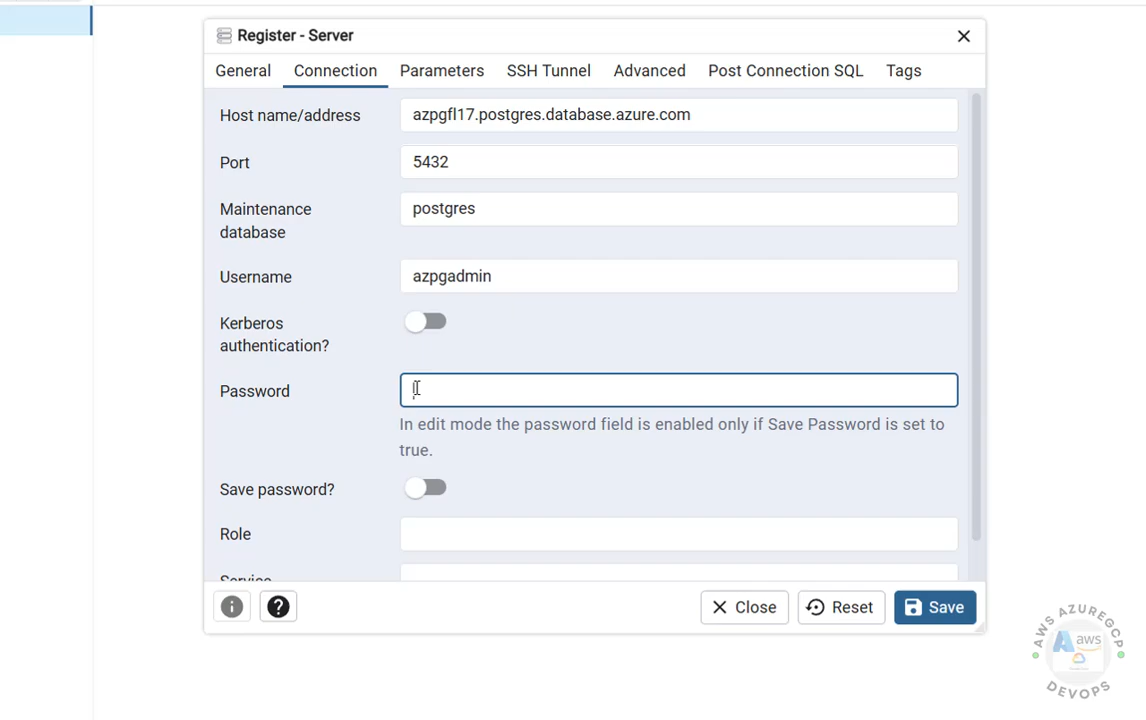 Register - Server
General Connection Parameters SSH Tunnel Advanced Post Connection SQL Tags
Host name/address azpgfl17.postgres.database.azure.com
Port 5432
Maintenance
database
postgres
Username azpgadmin
Kerberos
authentication?
Password
In edit mode the password field is enabled only if Save Password is set to
true.
Save password?
Role
Service
Close Reset Save
AWS AZUREGCP
aws
DEVOPS